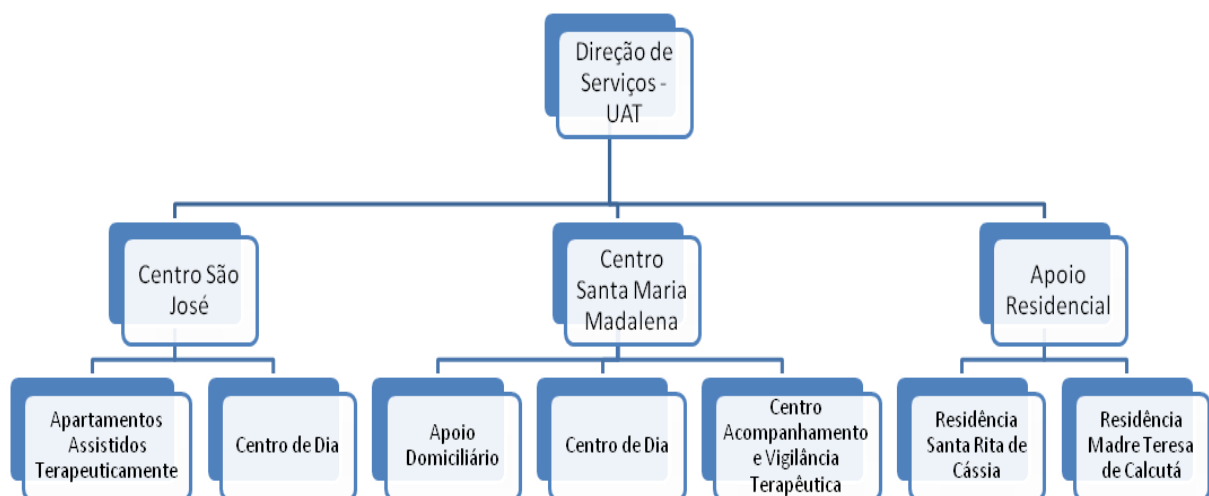 Direção de
Serviços -
UAT
Centro São
José
Centro
Santa Maria
Madalena
Apoio
Residencial
Apartamentos
Assistidos
Terapeuticamente
Centro de Dia
Apoio
Domiciliário
Centro de Dia
Centro
Acompanhamento
e Vigilância
Terapêutica
Residência
Santa Rita de
Cássia
Residência
Madre Teresa
de Calcutá